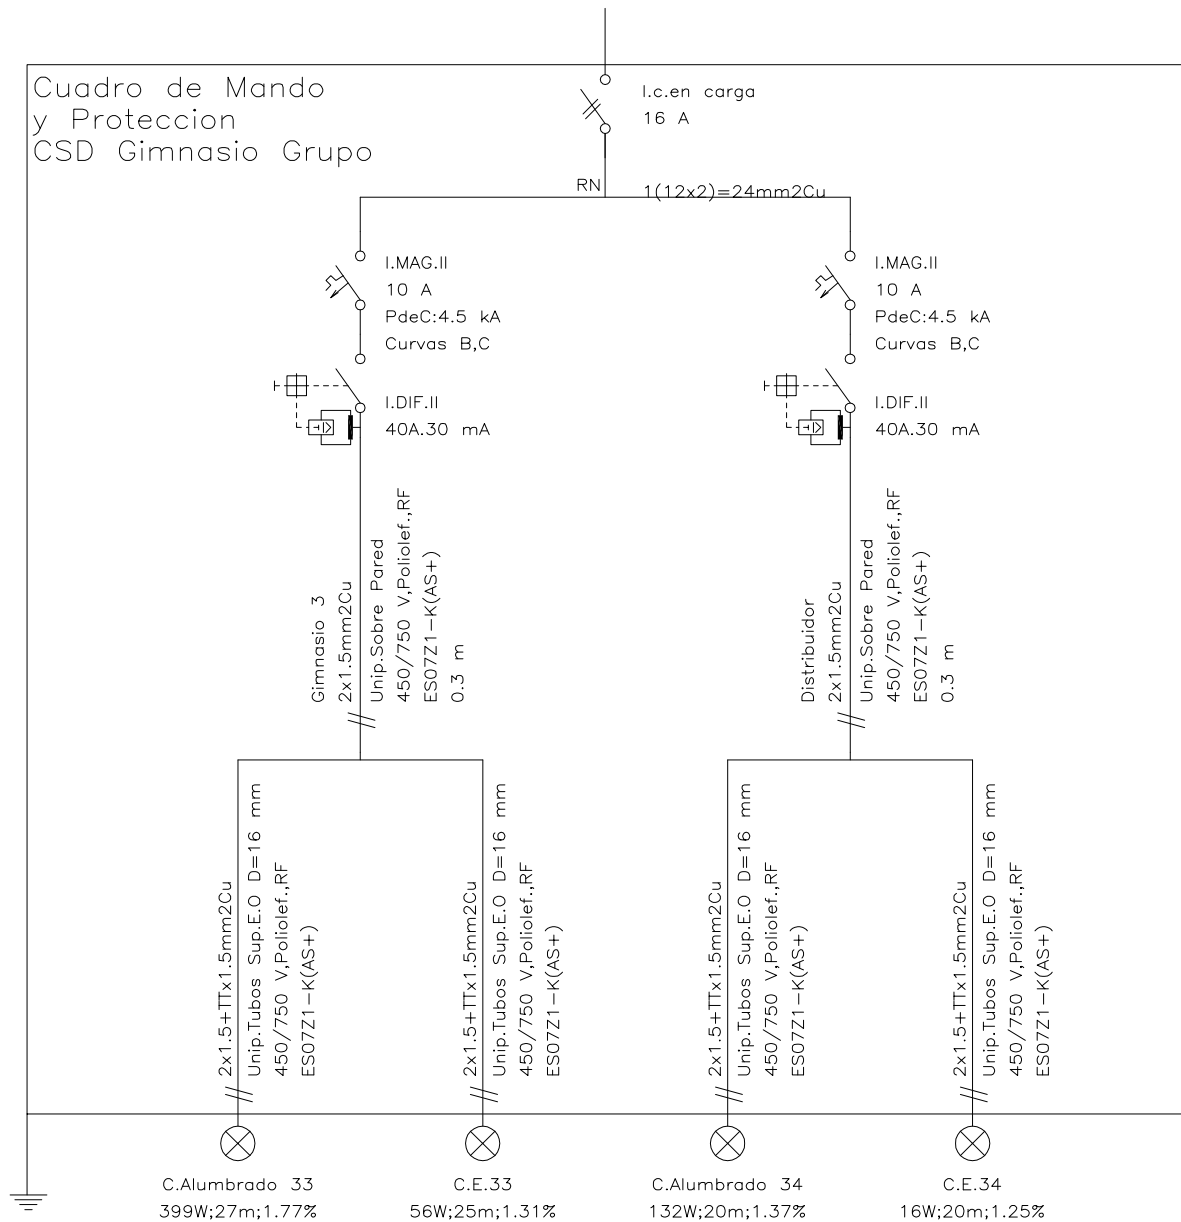 Cuadro de Mando
y Proteccion
CSD Gimnasio Grupo
I.c.en carga
16 A
RN
1(12x2)=24mm2Cu
I.MAG.II
10 A
PdeC:4.5 kA
Curvas B,C
I.DIF.II
40A.30 mA
I.MAG.II
10 A
PdeC:4.5 kA
Curvas B,C
I.DIF.II
40A.30 mA
Gimnasio 3
2x1.5mm2Cu
Unip.Sobre Pared
450/750 V,Poliolef.,RF
ES07Z1-K(AS+)
0.3 m
Distribuidor
2x1.5mm2Cu
Unip.Sobre Pared
450/750 V,Poliolef.,RF
ES07Z1-K(AS+)
0.3 m
2x1.5+TTx1.5mm2Cu
Unip.Tubos Sup.E.O D=16 mm
450/750 V,Poliolef.,RF
ES07Z1-K(AS+)
2x1.5+TTx1.5mm2Cu
Unip.Tubos Sup.E.O D=16 mm
450/750 V,Poliolef.,RF
ES07Z1-K(AS+)
2x1.5+TTx1.5mm2Cu
Unip.Tubos Sup.E.O D=16 mm
450/750 V,Poliolef.,RF
ES07Z1-K(AS+)
2x1.5+TTx1.5mm2Cu
Unip.Tubos Sup.E.O D=16 mm
450/750 V,Poliolef.,RF
ES07Z1-K(AS+)
C.Alumbrado 33
399W;27m;1.77%
C.E.33
56W;25m;1.31%
C.Alumbrado 34
132W;20m;1.37%
C.E.34
16W;20m;1.25%